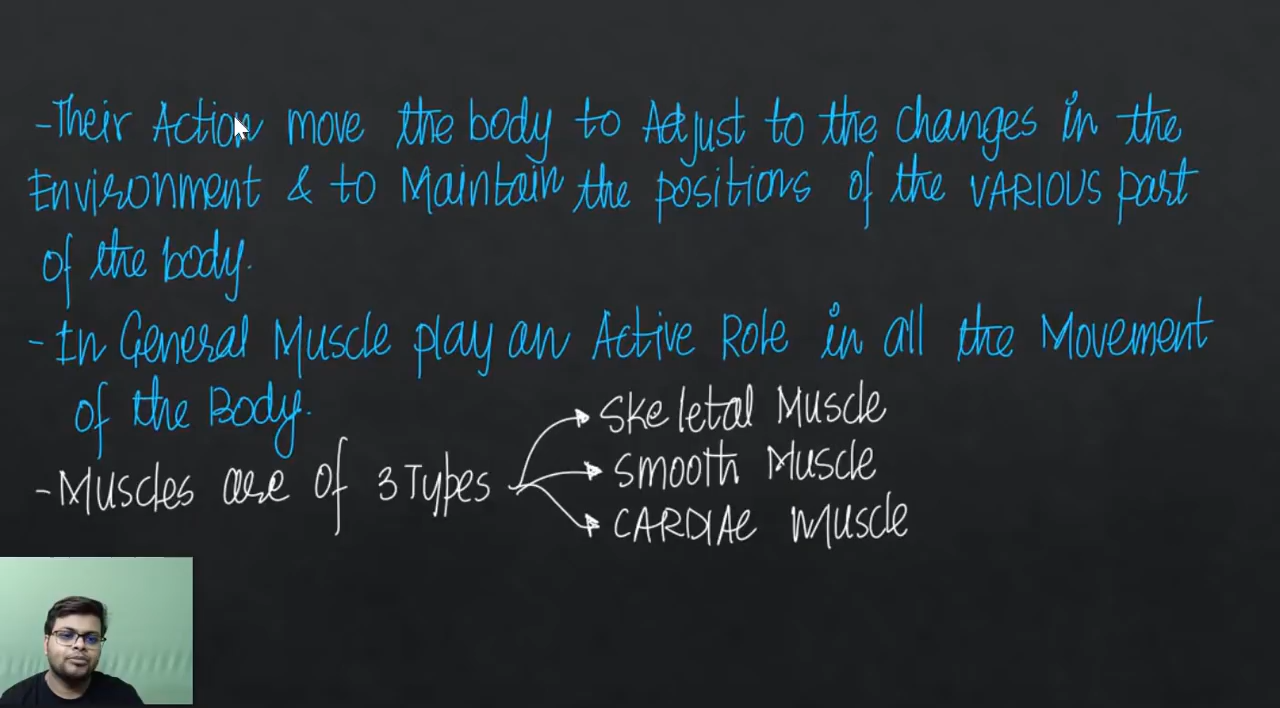 -Their Action move the body to Adjust to the changes in the
Environment & to Maintain the positions of the VARIOUS part
of the body.
- In General Muscle play an Active Role in all the Movement
of the Body.
-Muscles are of 3 Types
Skeletal Muscle
Smooth Muscle
CARDIAC Muscle